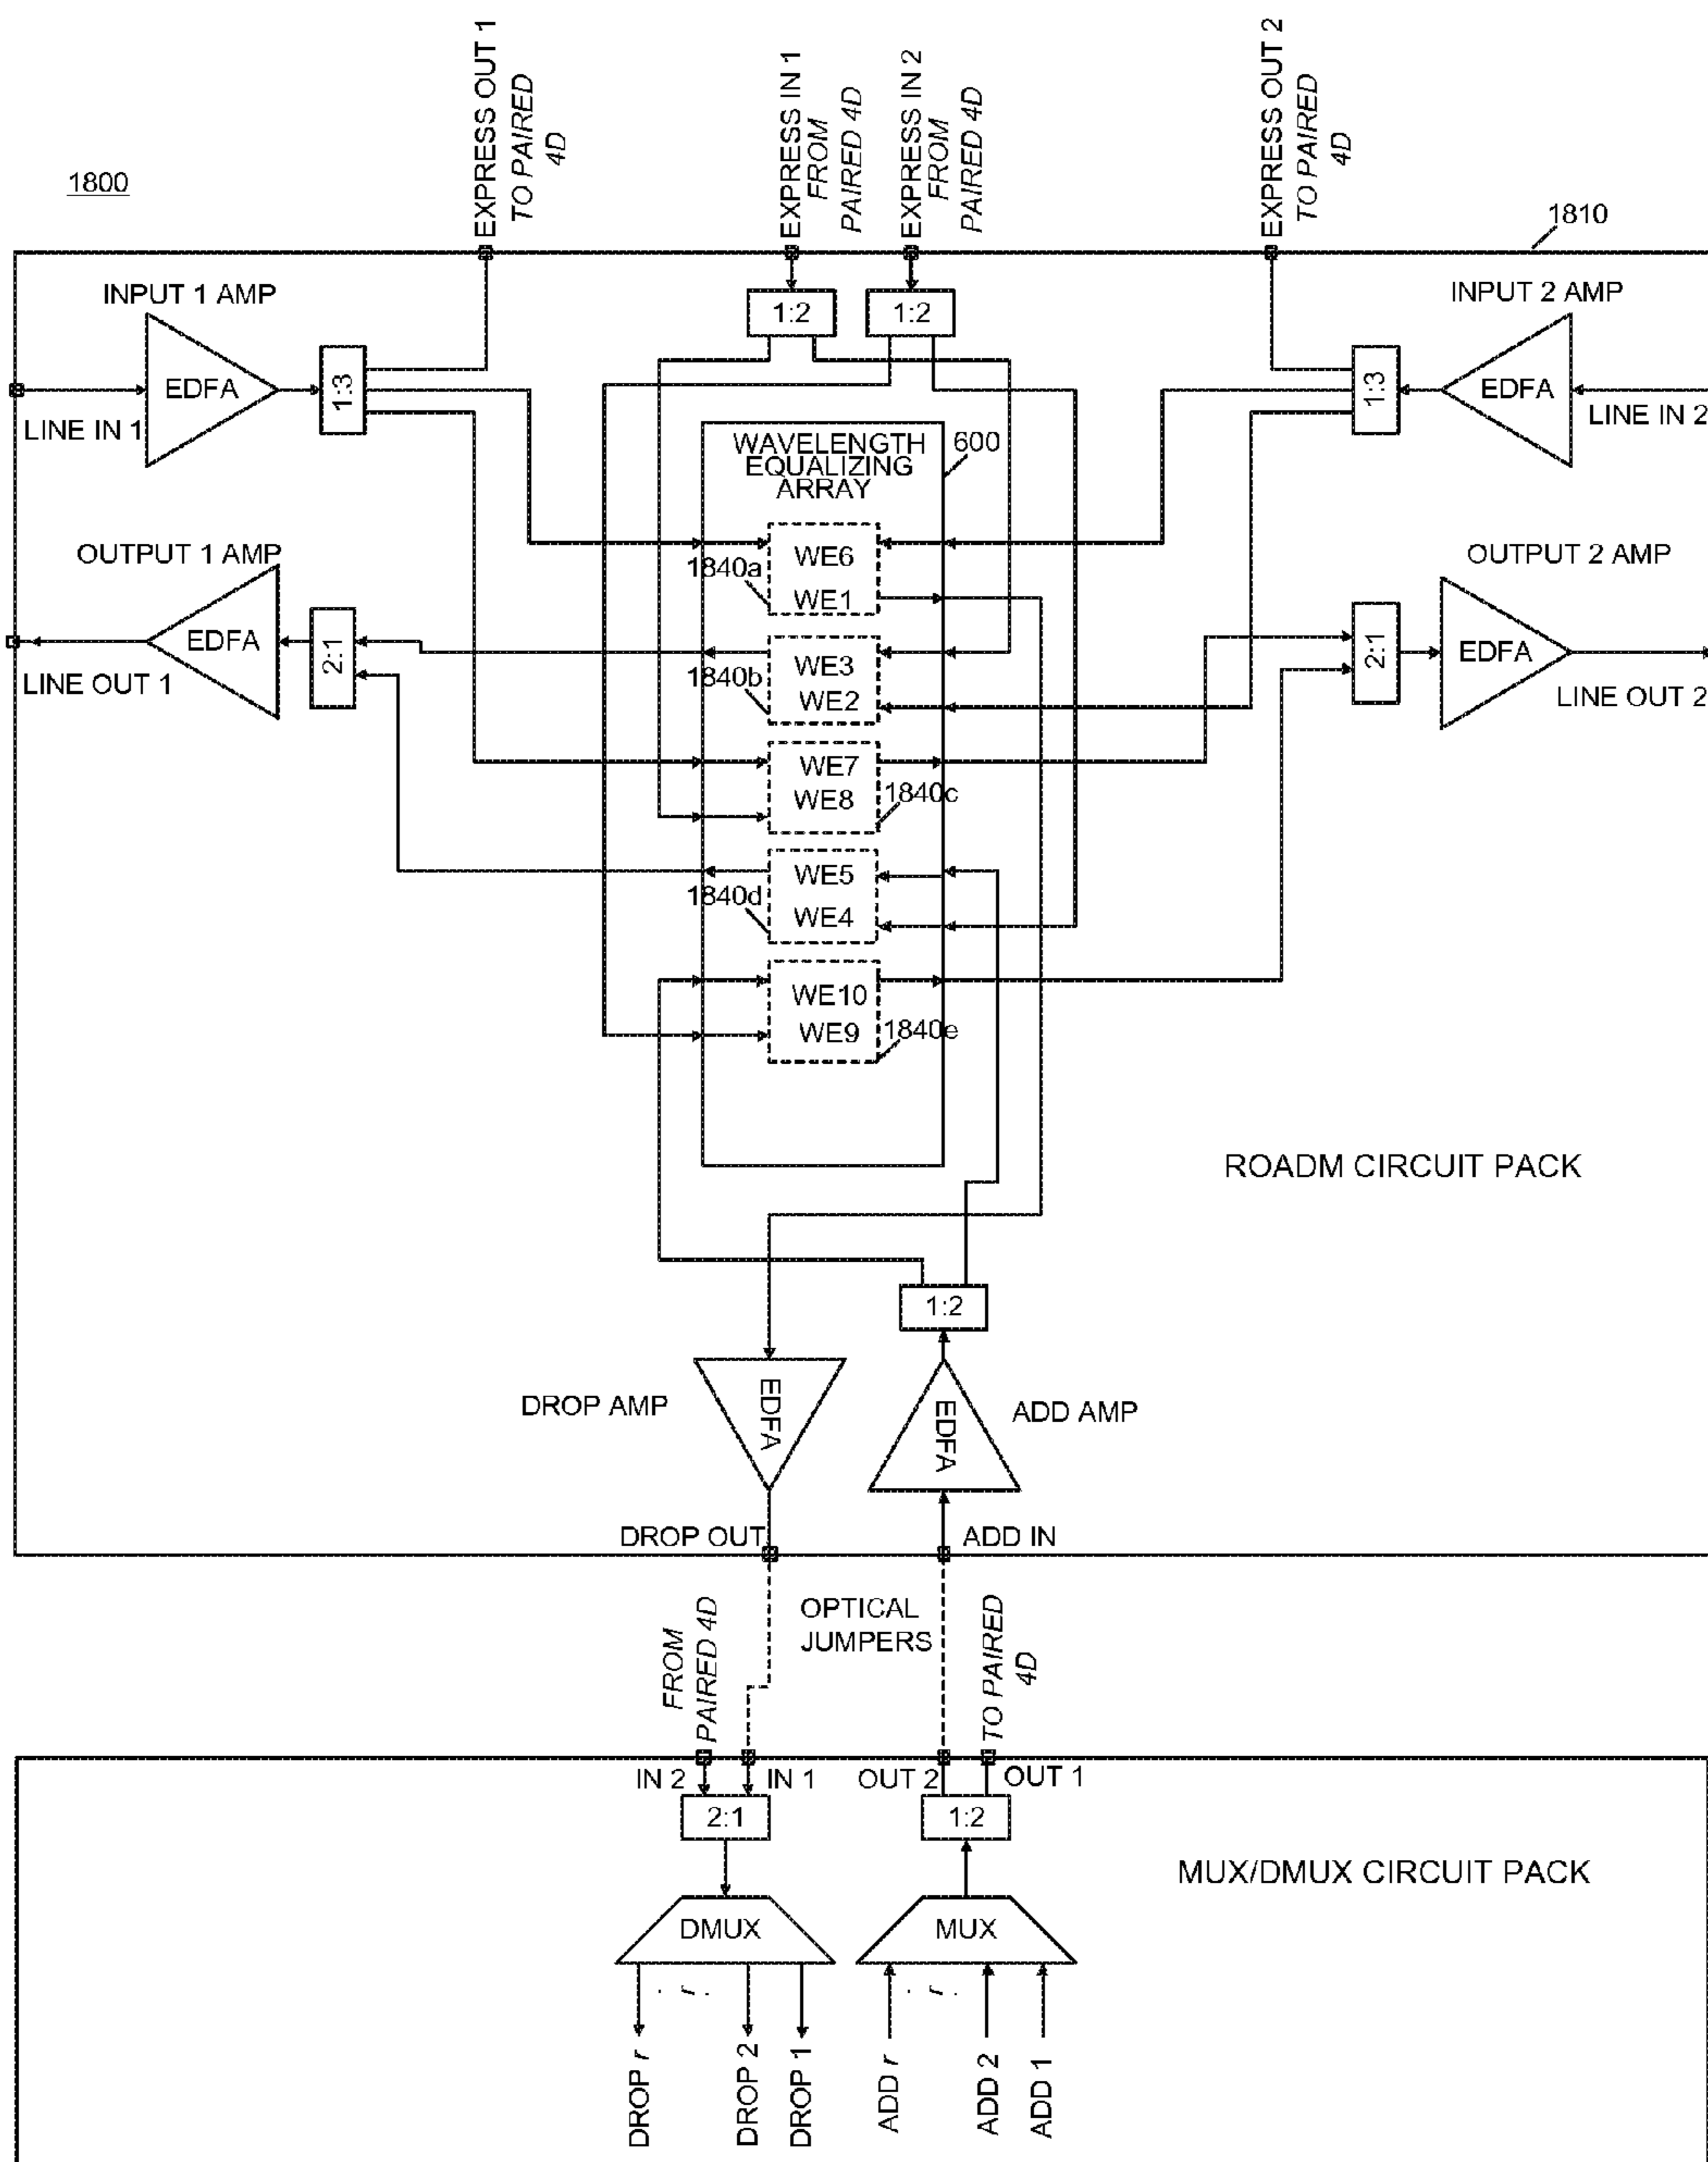 1800
EXPRESS OUT 1
TO PAIRED
4D
EXPRESS IN 1
FROM
PAIRED 4D
EXPRESS IN 2
FROM
PAIRED 4D
EXPRESS OUT 2
TO PAIRED
4D
1810
INPUT 1 AMP
EDFA
LINE IN 1
1:3
1:2
1:2
INPUT 2 AMP
1:3
EDFA
LINE IN 2
WAVELENGTH
EQUALIZING
ARRAY
600
OUTPUT 1 AMP
EDFA
LINE OUT 1
2:1
WE6
WE1
1840a
WE3
WE2
1840b
WE7
WE8
1840c
WE5
WE4
1840d
WE10
WE9
1840e
OUTPUT 2 AMP
2:1
EDFA
LINE OUT 2
ROADM CIRCUIT PACK
1:2
DROP AMP
EDFA
EDFA
ADD AMP
DROP OUT
ADD IN
OPTICAL
JUMPERS
FROM
PAIRED 4D
TO PAIRED
4D
IN 2
IN 1
OUT 2
OUT 1
2:1
1:2
MUX/DMUX CIRCUIT PACK
DMUX
MUX
r
r
DROP r
DROP 2
DROP 1
ADD r
ADD 2
ADD 1